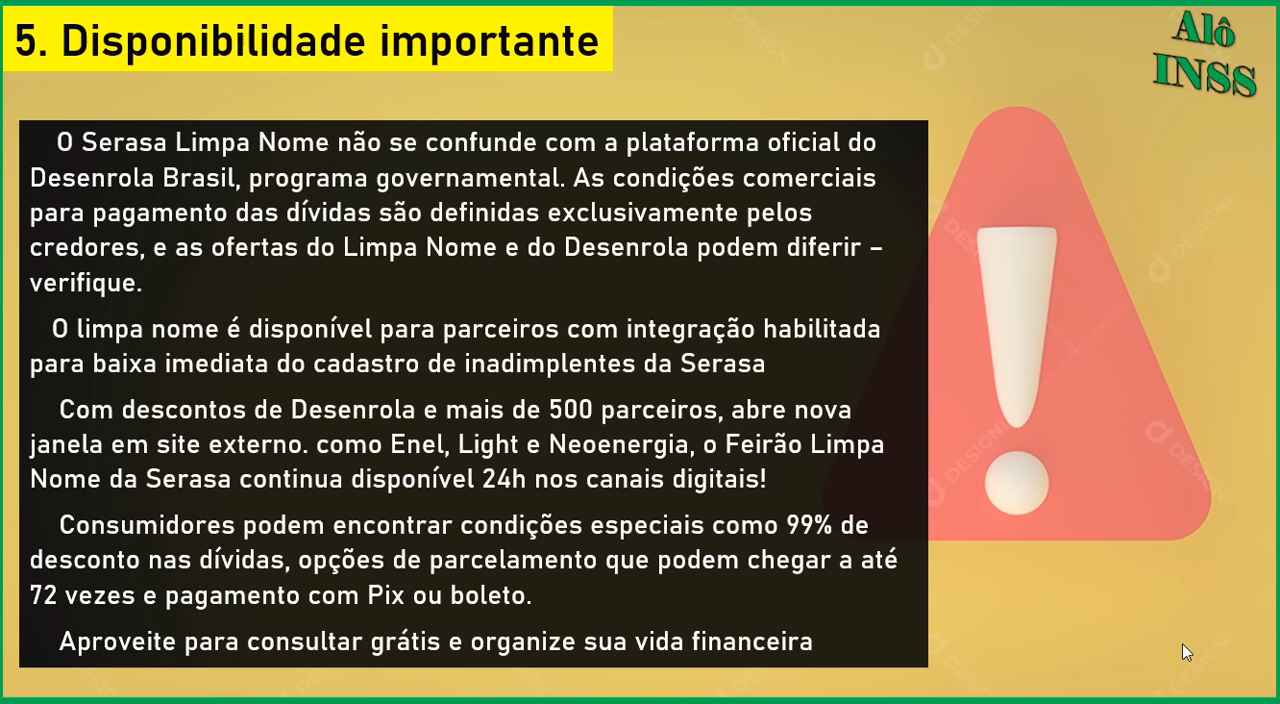 5. Disponibilidade importante
Alô
INSS
O Serasa Limpa Nome não se confunde com a plataforma oficial do
Desenrola Brasil, programa governamental. As condições comerciais
para pagamento das dívidas são definidas exclusivamente pelos
credores, e as ofertas do Limpa Nome e do Desenrola podem diferir –
verifique.
O limpa nome é disponível para parceiros com integração habilitada
para baixa imediata do cadastro de inadimplentes da Serasa
Com descontos de Desenrola e mais de 500 parceiros, abre nova
janela em site externo. como Enel, Light e Neoenergia, o Feirão Limpa
Nome da Serasa continua disponível 24h nos canais digitais!
Consumidores podem encontrar condições especiais como 99% de
desconto nas dívidas, opções de parcelamento que podem chegar a até
72 vezes e pagamento com Pix ou boleto.
Aproveite para consultar grátis e organize sua vida financeira